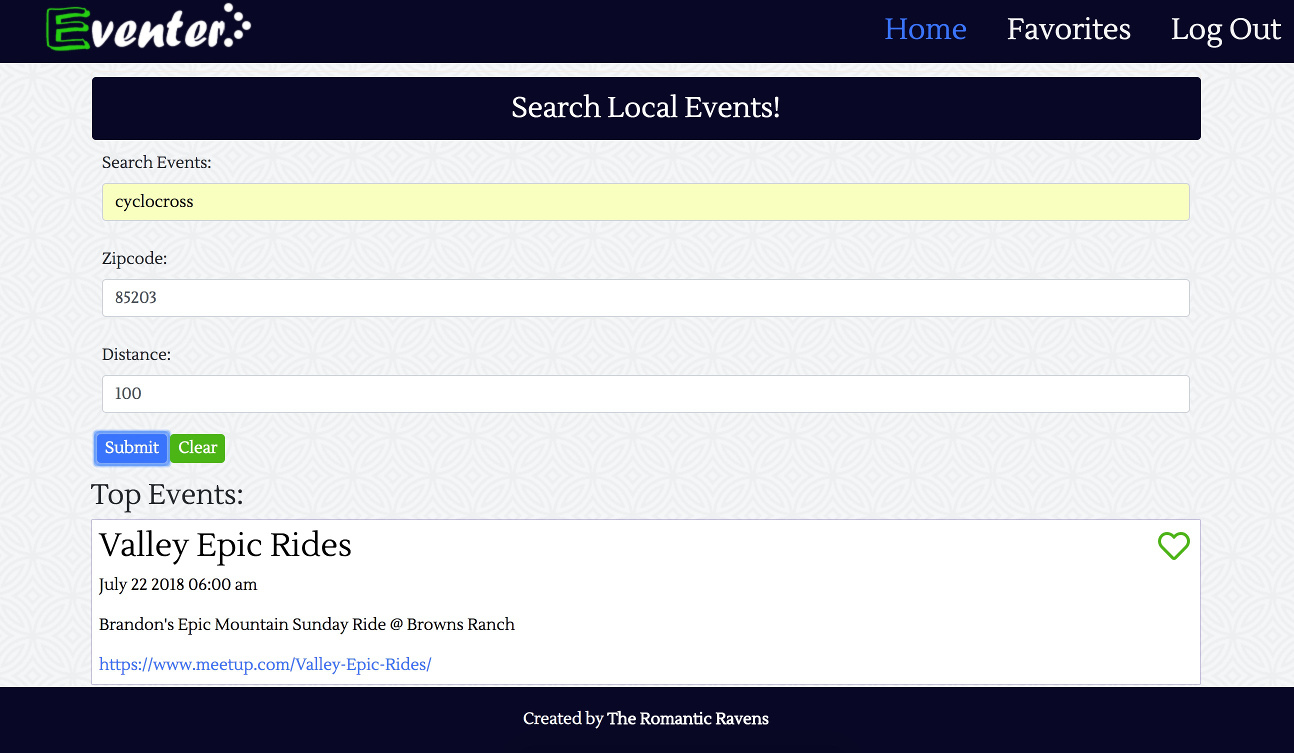 Eventer
Home Favorites Log Out
Search Local Events!
Search Events:
cyclocross
Zipcode:
85203
Distance:
100
Submit Clear
Top Events:
Valley Epic Rides
July 22 2018 06:00 am
Brandon's Epic Mountain Sunday Ride @ Browns Ranch
https://www.meetup.com/Valley-Epic-Rides/
Created by The Romantic Ravens